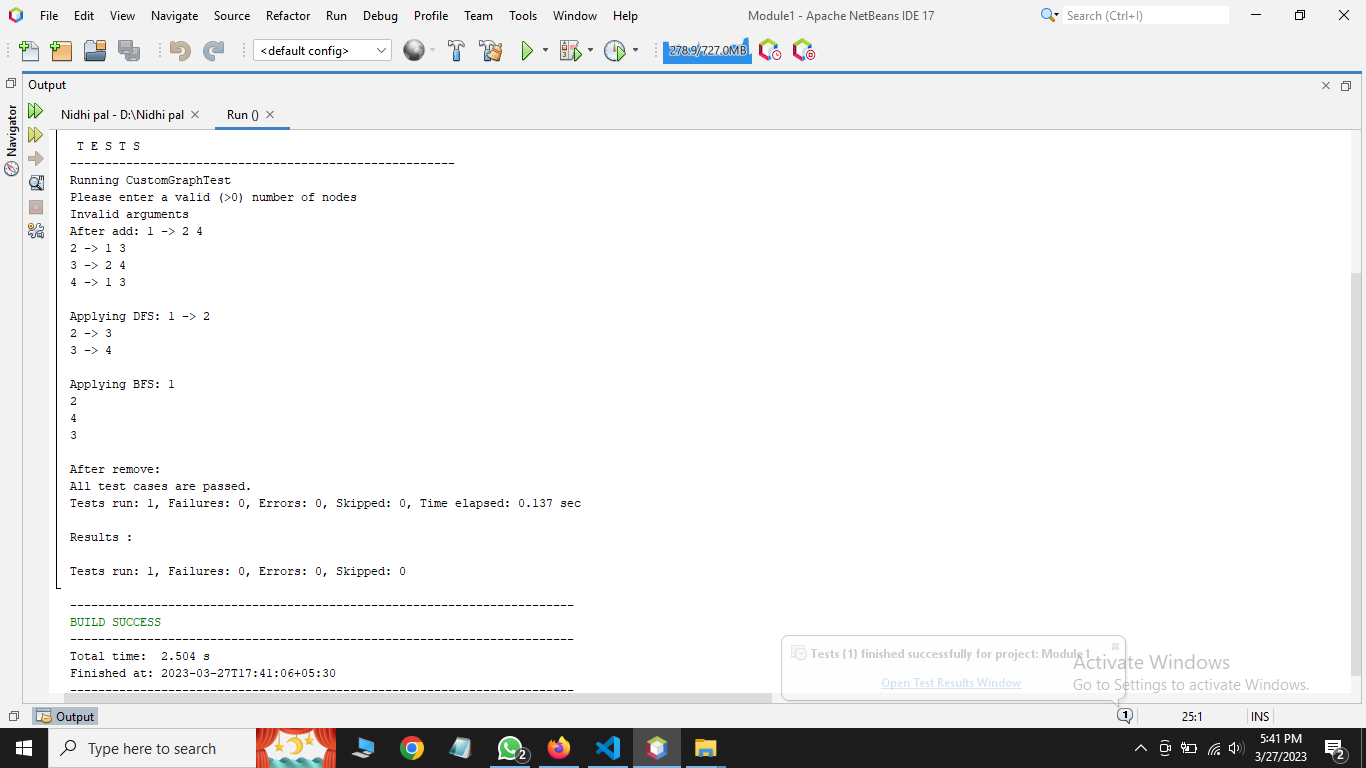 File Edit View Navigate Source Refactor Run Debug Profile Team Tools Window Help
Module1 - Apache NetBeans IDE 17
Search (Ctrl+I)
<default config>
278.9/727.0MB
Output
Navigator
Nidhi pal - D:\Nidhi pal
Run ()
T E S T S
-------------------------------------------------------
Running CustomGraphTest
Please enter a valid (>0) number of nodes
Invalid arguments
After add: 1 -> 2 4
2 -> 1 3
3 -> 2 4
4 -> 1 3
Applying DFS: 1 -> 2
2 -> 3
3 -> 4
Applying BFS: 1
2
4
3
After remove:
All test cases are passed.
Tests run: 1, Failures: 0, Errors: 0, Skipped: 0, Time elapsed: 0.137 sec
Results :
Tests run: 1, Failures: 0, Errors: 0, Skipped: 0
------------------------------------------------------------------------
BUILD SUCCESS
------------------------------------------------------------------------
Total time:  2.504 s
Finished at: 2023-03-27T17:41:06+05:30
------------------------------------------------------------------------
Tests (1) finished successfully for project: Module1
Open Test Results Window
Activate Windows
Go to Settings to activate Windows.
Output
1
25:1
INS
Type here to search
2
5:41 PM
3/27/2023
2